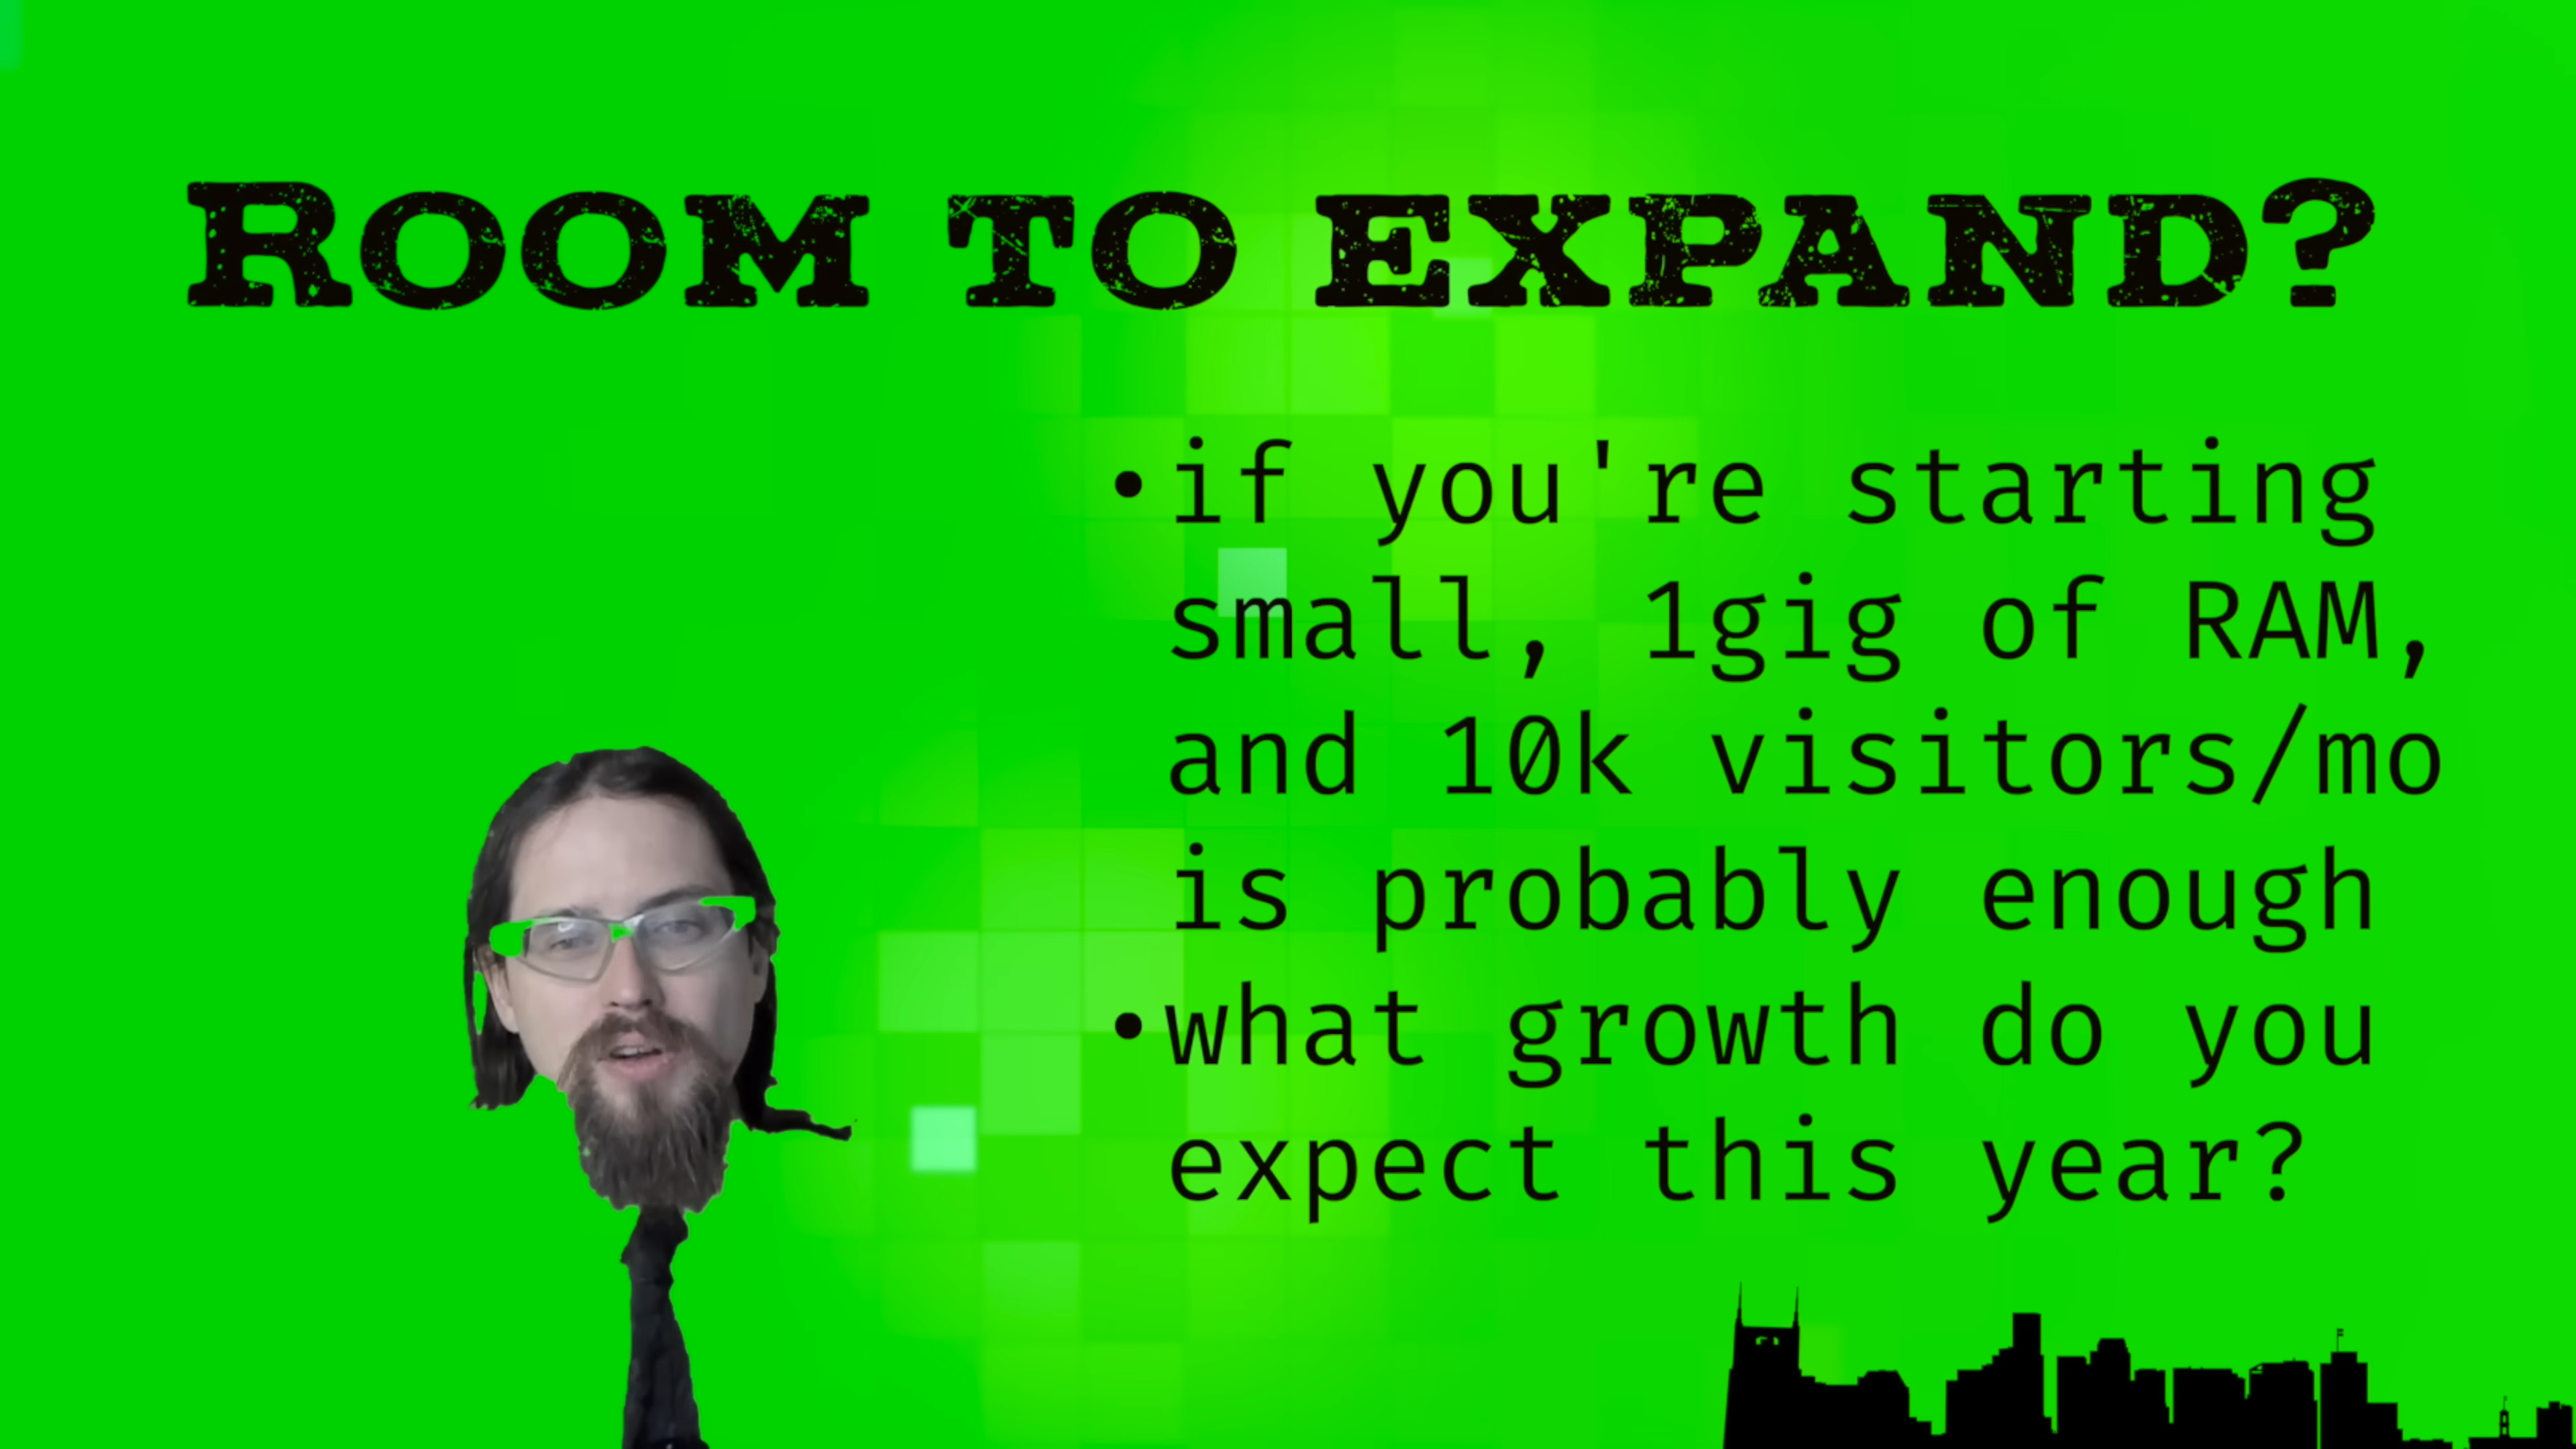 ROOM TO EXPAND?
•if you're starting
small, 1gig of RAM,
and 10k visitors/mo
is probably enough
•what growth do you
expect this year?